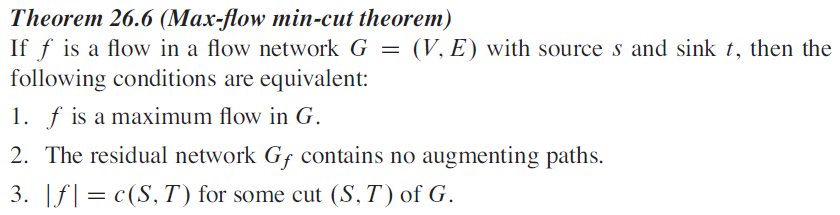 Theorem 26.6 (Max-flow min-cut theorem)
If f is a flow in a flow network G = (V, E) with source s and sink t, then the
following conditions are equivalent:
1. f is a maximum flow in G.
2. The residual network G_f contains no augmenting paths.
3. |f| = c(S, T) for some cut (S, T) of G.